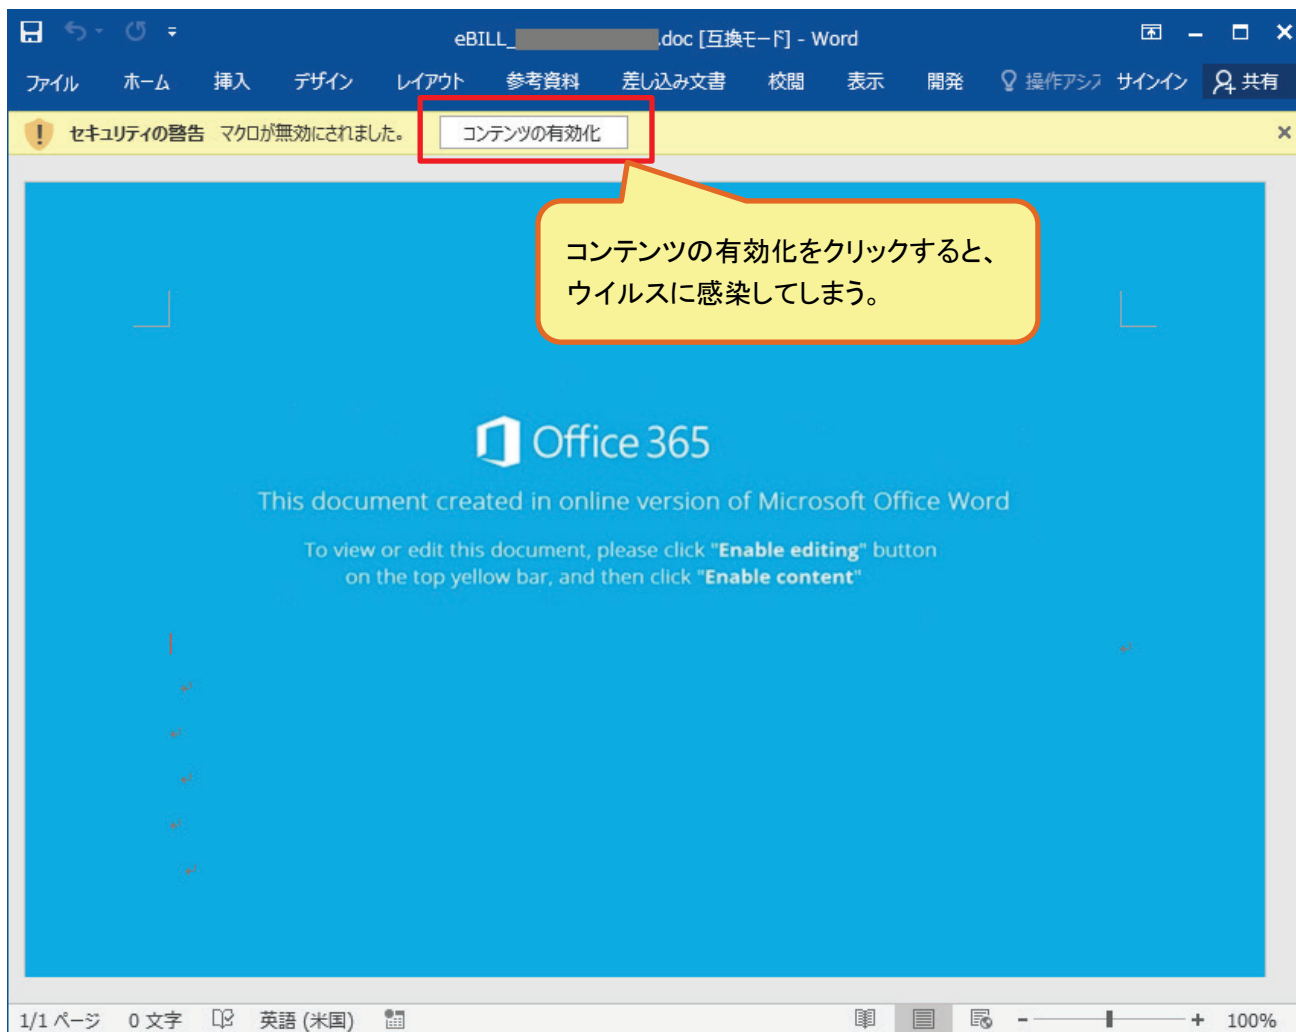 eBILL_ .doc [互換モード] - Word
ファイル ホーム 挿入 デザイン レイアウト 参考資料 差し込み文書 校閲 表示 開発 操作アシス サインイン 共有
セキュリティの警告 マクロが無効にされました。 コンテンツの有効化
コンテンツの有効化をクリックすると、
ウイルスに感染してしまう。
Office 365
This document created in online version of Microsoft Office Word
To view or edit this document, please click "Enable editing" button
on the top yellow bar, and then click "Enable content"
1/1 ページ 0 文字 英語 (米国) 100%